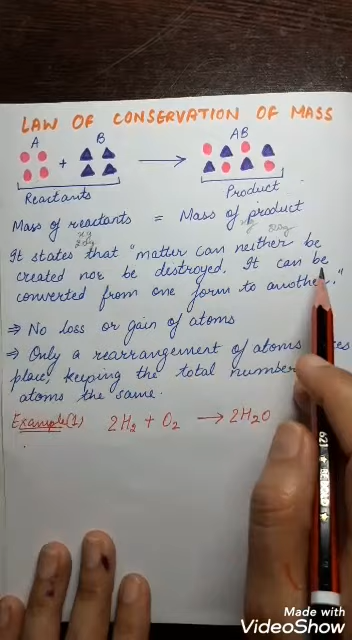 LAW OF CONSERVATION OF MASS
A B AB
+
Reactants Product
Mass of reactants = Mass of product
It states that "matter can neither be
created nor be destroyed. It can be
converted from one form to another."
⇒ No loss or gain of atoms
⇒ Only a rearrangement of atoms
place, keeping the total number
atoms the same.
Example(1) 2H₂ + O₂ → 2H₂O
621
Made with
VideoShow